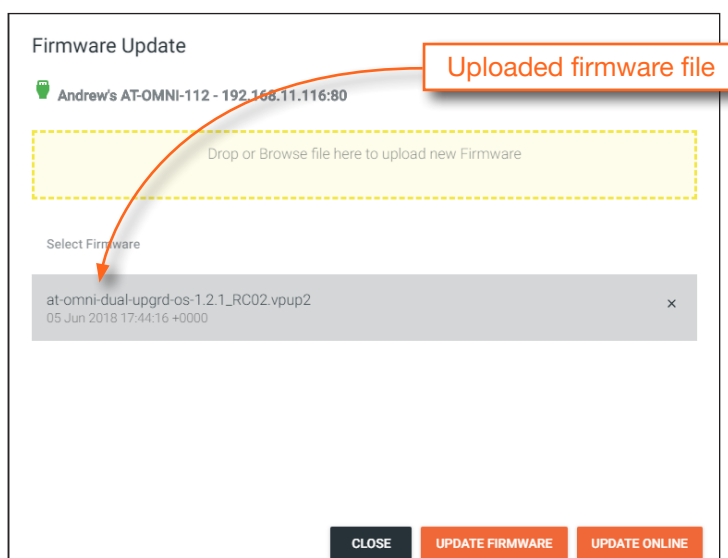 Firmware Update
Uploaded firmware file
Andrew's AT-OMNI-112 - 192.168.11.116:80
Drop or Browse file here to upload new Firmware
Select Firmware
at-omni-dual-upgrd-os-1.2.1_RC02.vpup2
×
05 Jun 2018 17:44:16 +0000
CLOSE
UPDATE FIRMWARE
UPDATE ONLINE